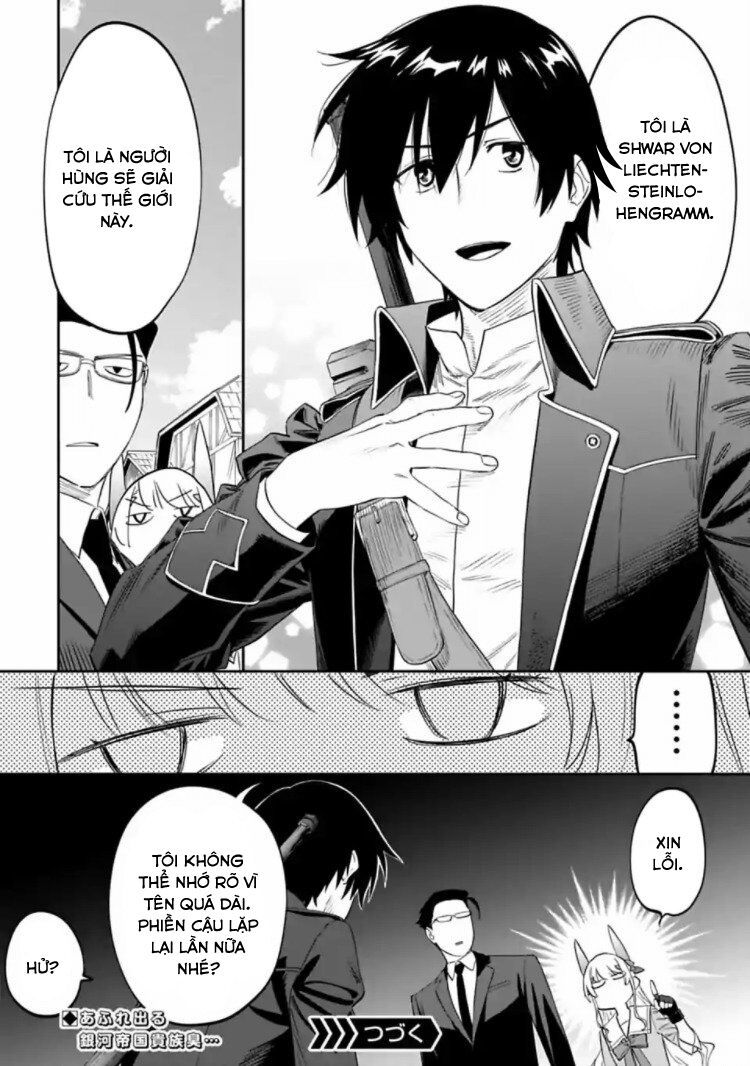 TÔI LÀ
SHWAR VON
LIECHTEN-
STEINLO-
HENGRAMM.
TÔI LÀ NGƯỜI
HÙNG SẼ GIẢI
CỨU THẾ GIỚI
NÀY.
......
XIN
LỖI.
TÔI KHÔNG
THỂ NHỚ RÕ VÌ
TÊN QUÁ DÀI.
PHIỀN CẬU LẶP
LẠI LẦN NỮA
NHÉ?
HỬ?
◆あふれ出る
銀河帝国貴族臭…
つづく